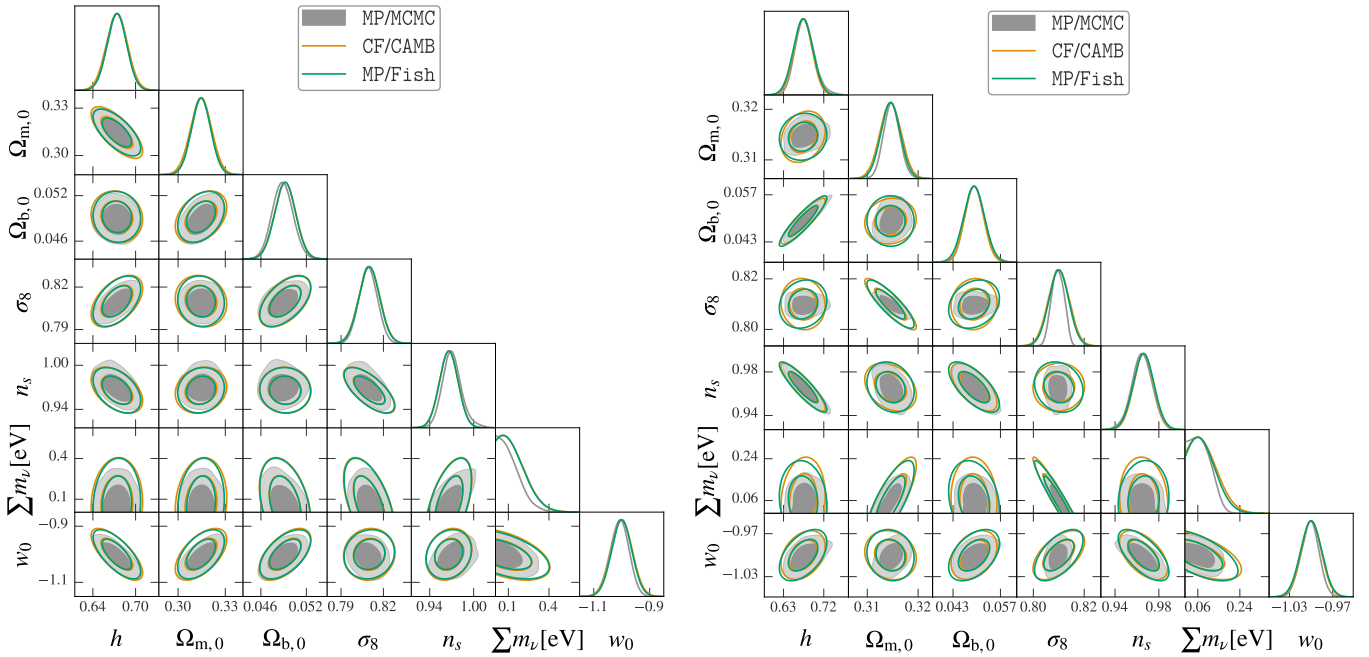 MP/MCMC
CF/CAMB
MP/Fish
0.33
0.30
Ωm,0
0.052
0.046
Ωb,0
0.82
0.79
σ8
1.00
0.94
ns
0.4
0.1
∑mν[eV]
−0.9
−1.1
w0
0.64 0.70 0.30 0.33 0.046 0.052 0.79 0.82 0.94 1.00 0.1 0.4 −1.1 −0.9
h Ωm,0 Ωb,0 σ8 ns ∑mν[eV] w0
MP/MCMC
CF/CAMB
MP/Fish
0.32
0.31
Ωm,0
0.057
0.043
Ωb,0
0.82
0.80
σ8
0.98
0.94
ns
0.24
0.06
∑mν[eV]
−0.97
−1.03
w0
0.63 0.72 0.31 0.32 0.043 0.057 0.80 0.82 0.94 0.98 0.06 0.24 −1.03 −0.97
h Ωm,0 Ωb,0 σ8 ns ∑mν[eV] w0